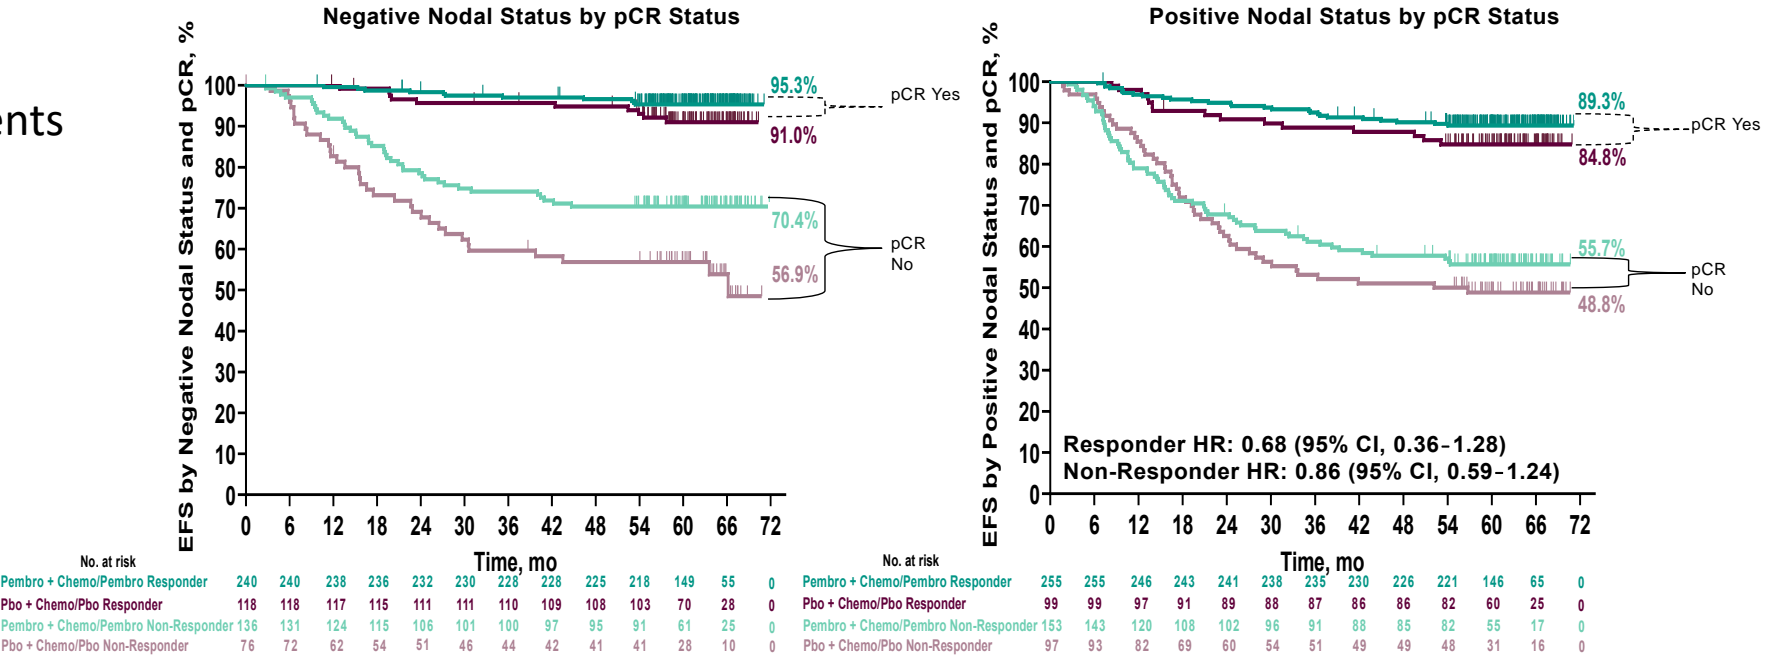 ents
Negative Nodal Status by pCR Status
EFS by Negative Nodal Status and pCR, %
100
90
80
70
60
50
40
30
20
10
0
95.3%
91.0%
pCR Yes
70.4%
56.9%
pCR
No
0 6 12 18 24 30 36 42 48 54 60 66 72
Time, mo
No. at risk
Pembro + Chemo/Pembro Responder 240 240 238 236 232 230 228 228 225 218 149 55 0
Pbo + Chemo/Pbo Responder 118 118 117 115 111 111 110 109 108 103 70 28 0
Pembro + Chemo/Pembro Non-Responder 136 131 124 115 106 101 100 97 95 91 61 25 0
Pbo + Chemo/Pbo Non-Responder 76 72 62 54 51 46 44 42 41 41 28 10 0
Positive Nodal Status by pCR Status
EFS by Positive Nodal Status and pCR, %
100
90
80
70
60
50
40
30
20
10
0
89.3%
84.8%
pCR Yes
55.7%
48.8%
pCR
No
Responder HR: 0.68 (95% CI, 0.36–1.28)
Non-Responder HR: 0.86 (95% CI, 0.59–1.24)
0 6 12 18 24 30 36 42 48 54 60 66 72
Time, mo
No. at risk
Pembro + Chemo/Pembro Responder 255 255 246 243 241 238 235 230 226 221 146 65 0
Pbo + Chemo/Pbo Responder 99 99 97 91 89 88 87 86 86 82 60 25 0
Pembro + Chemo/Pembro Non-Responder 153 143 120 108 102 96 91 88 85 82 55 17 0
Pbo + Chemo/Pbo Non-Responder 97 93 82 69 60 54 51 49 49 48 31 16 0